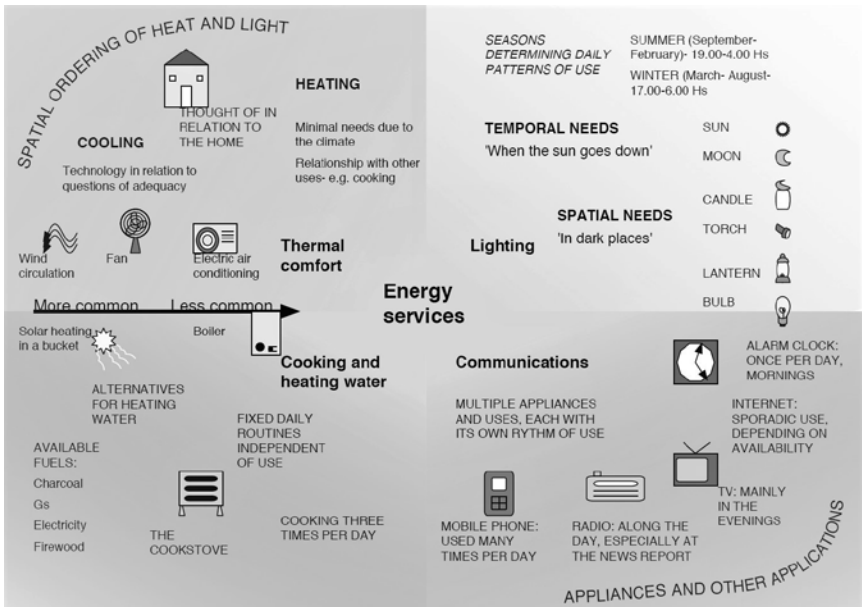 SPATIAL ORDERING OF HEAT AND LIGHT
THOUGHT OF IN
RELATION TO
THE HOME
HEATING
Minimal needs due to
the climate
Relationship with other
uses- e.g. cooking
COOLING
Technology in relation to
questions of adequacy
Wind
circulation
Fan
Electric air
conditioning
Thermal
comfort
More common
Less common
SEASONS
DETERMINING DAILY
PATTERNS OF USE
SUMMER (September-
February)- 19.00-4.00 Hs
WINTER (March- August-
17.00-6.00 Hs
TEMPORAL NEEDS
'When the sun goes down'
SPATIAL NEEDS
'In dark places'
SUN
MOON
CANDLE
TORCH
LANTERN
BULB
Lighting
Energy
services
Solar heating
in a bucket
Boiler
Cooking and
heating water
ALTERNATIVES
FOR HEATING
WATER
FIXED DAILY
ROUTINES
INDEPENDENT
OF USE
AVAILABLE
FUELS:
Charcoal
Gs
Electricity
Firewood
THE
COOKSTOVE
COOKING THREE
TIMES PER DAY
Communications
ALARM CLOCK:
ONCE PER DAY,
MORNINGS
MULTIPLE APPLIANCES
AND USES, EACH WITH
ITS OWN RYTHM OF USE
INTERNET:
SPORADIC USE,
DEPENDING ON
AVAILABILITY
TV: MAINLY
IN THE
EVENINGS
MOBILE PHONE:
USED MANY
TIMES PER DAY
RADIO: ALONG THE
DAY, ESPECIALLY AT
THE NEWS REPORT
APPLIANCES AND OTHER APPLICATIONS